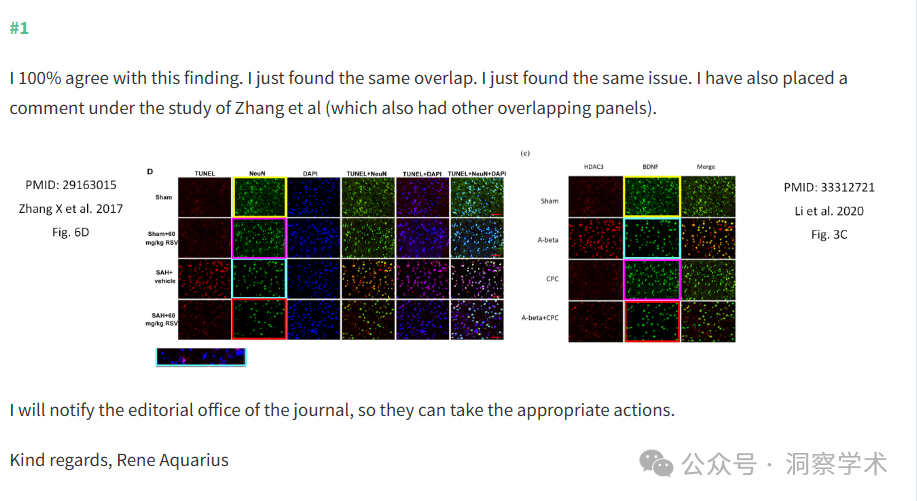 #1
I 100% agree with this finding. I just found the same overlap. I just found the same issue. I have also placed a
comment under the study of Zhang et al (which also had other overlapping panels).
PMID: 29163015
Zhang X et al. 2017
Fig. 6D
D
TUNEL NeuN DAPI TUNEL+NeuN TUNEL+DAPI TUNEL+NeuN+DAPI
Sham
Sham+60
mg/kg RSV
SAH+
vehicle
SAH+60
mg/kg RSV
(e)
HDAC3 BDNF Merge
Sham
A-beta
CPC
A-beta+CPC
PMID: 33312721
Li et al. 2020
Fig. 3C
I will notify the editorial office of the journal, so they can take the appropriate actions.
Kind regards, Rene Aquarius
公众号 · 洞察学术